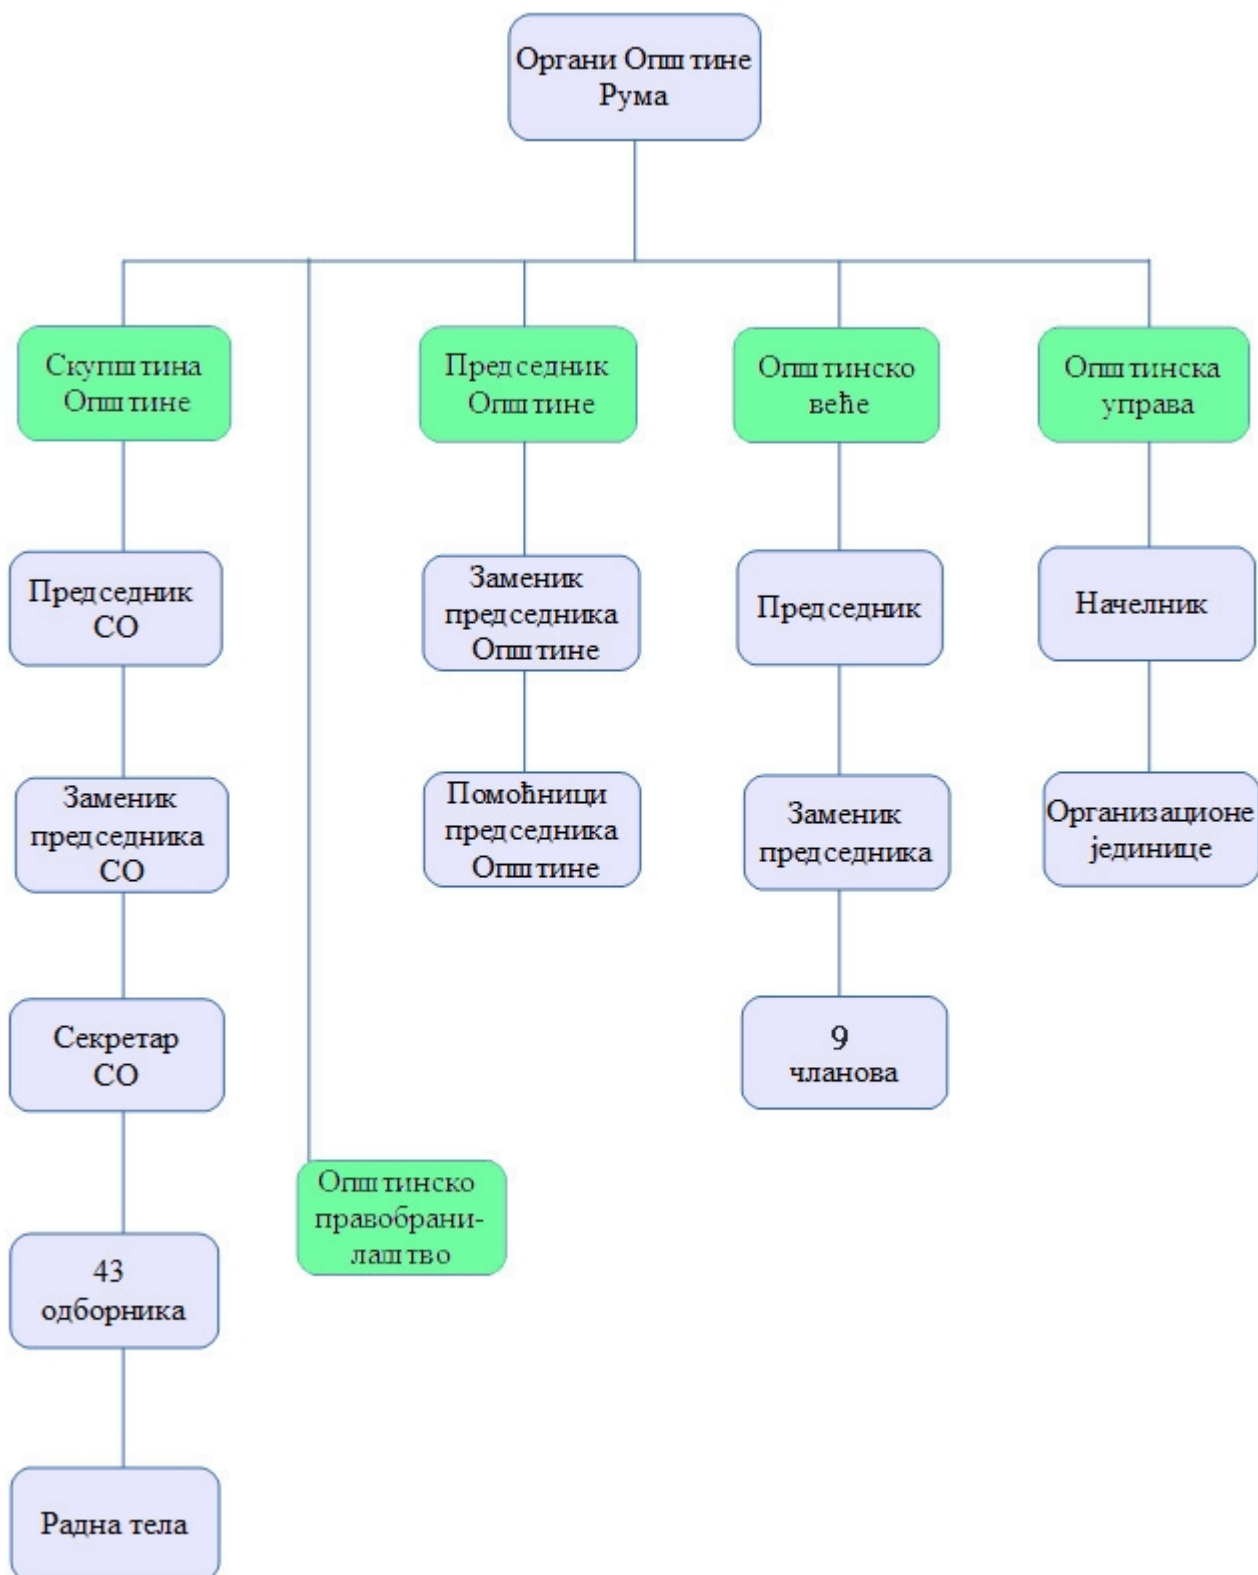 Органи Општине
Рума
Скупштина
Општине
Председник
СО
Заменик
председника
СО
Секретар
СО
43
одборника
Радна тела
Општинско
правобрани-
лаштво
Председник
Општине
Заменик
председника
Општине
Помоћници
председника
Општине
Општинско
веће
Председник
Заменик
председника
9
чланова
Општинска
управа
Начелник
Организационе
јединице